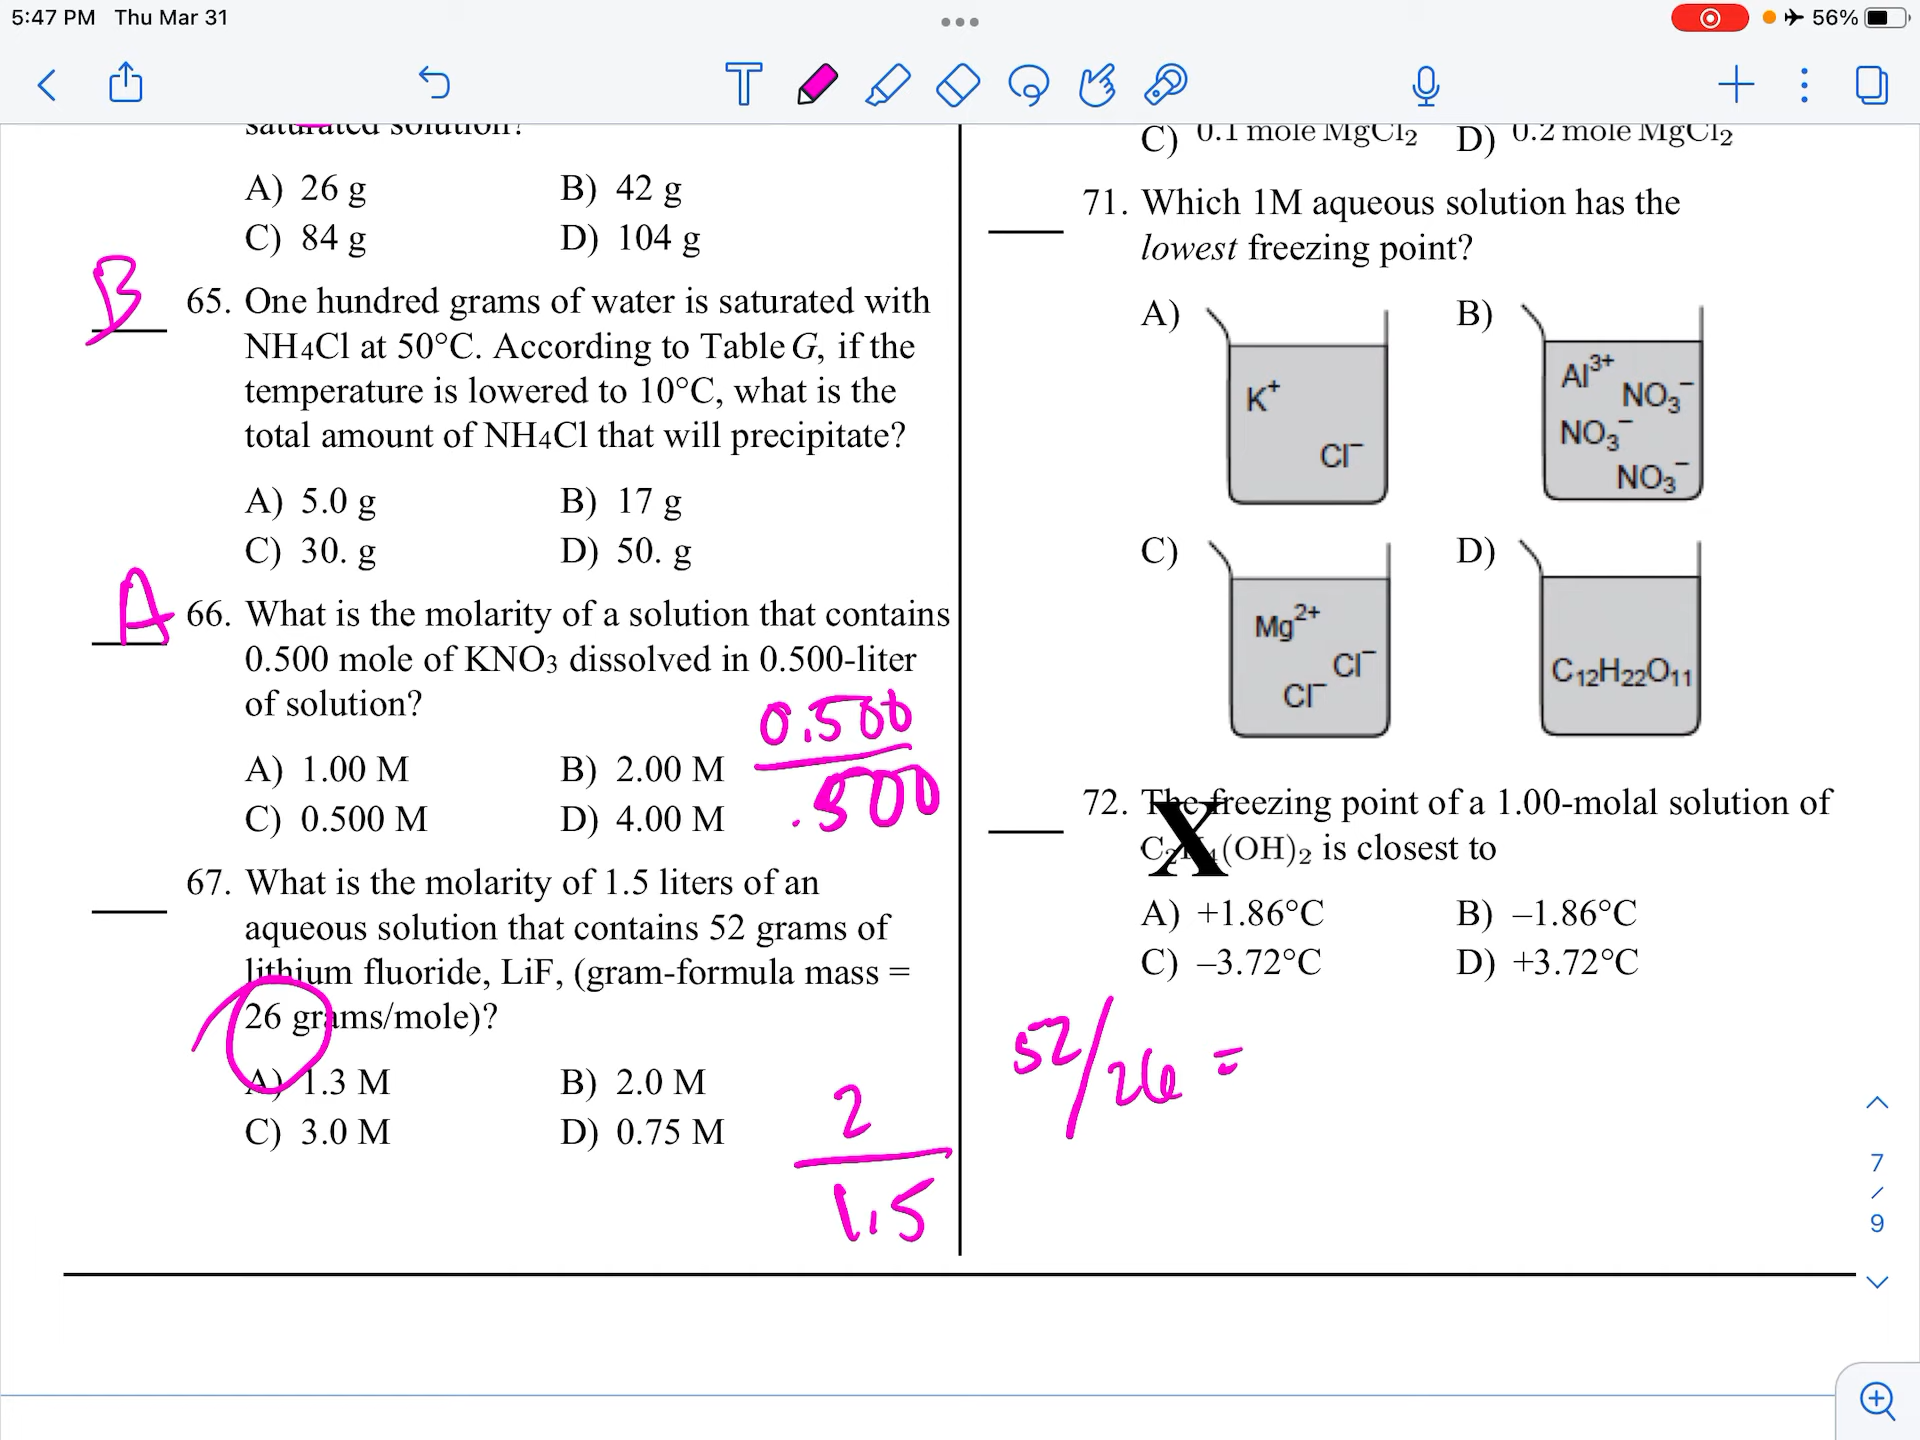 5:47 PM Thu Mar 31
56%
T
saturated solution?
A) 26 g B) 42 g
C) 84 g D) 104 g
B
65. One hundred grams of water is saturated with
NH4Cl at 50°C. According to Table G, if the
temperature is lowered to 10°C, what is the
total amount of NH4Cl that will precipitate?
A) 5.0 g B) 17 g
C) 30. g D) 50. g
A
66. What is the molarity of a solution that contains
0.500 mole of KNO3 dissolved in 0.500-liter
of solution?
0.500
.500
A) 1.00 M B) 2.00 M
C) 0.500 M D) 4.00 M
67. What is the molarity of 1.5 liters of an
aqueous solution that contains 52 grams of
lithium fluoride, LiF, (gram-formula mass =
26 grams/mole)?
A) 1.3 M B) 2.0 M
C) 3.0 M D) 0.75 M
2
1.5
C) 0.1 mole MgCl2 D) 0.2 mole MgCl2
71. Which 1M aqueous solution has the
lowest freezing point?
A) B)
K+
Cl−
Al3+
NO3−
NO3−
NO3−
C) D)
Mg2+
Cl−
Cl−
C12H22O11
72. The freezing point of a 1.00-molal solution of
C2H4(OH)2 is closest to
X
A) +1.86°C B) –1.86°C
C) –3.72°C D) +3.72°C
52/26 =
7
/
9